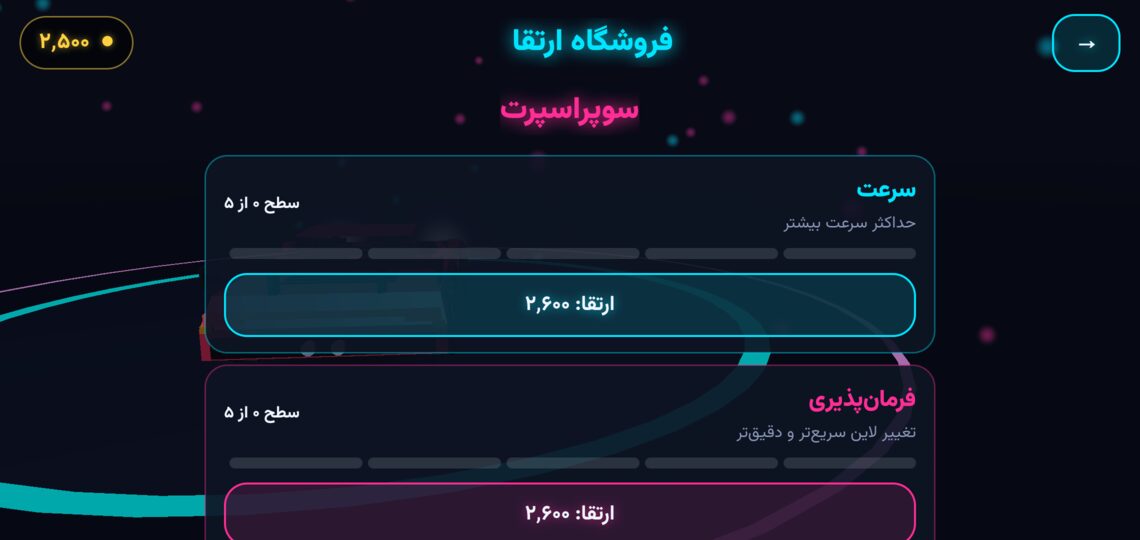 →
فروشگاه ارتقا
۲,۵۰۰
سوپراسپرت
سرعت
سطح ۰ از ۵
حداکثر سرعت بیشتر
ارتقا: ۲,۶۰۰
فرمان‌پذیری
سطح ۰ از ۵
تغییر لاین سریع‌تر و دقیق‌تر
ارتقا: ۲,۶۰۰